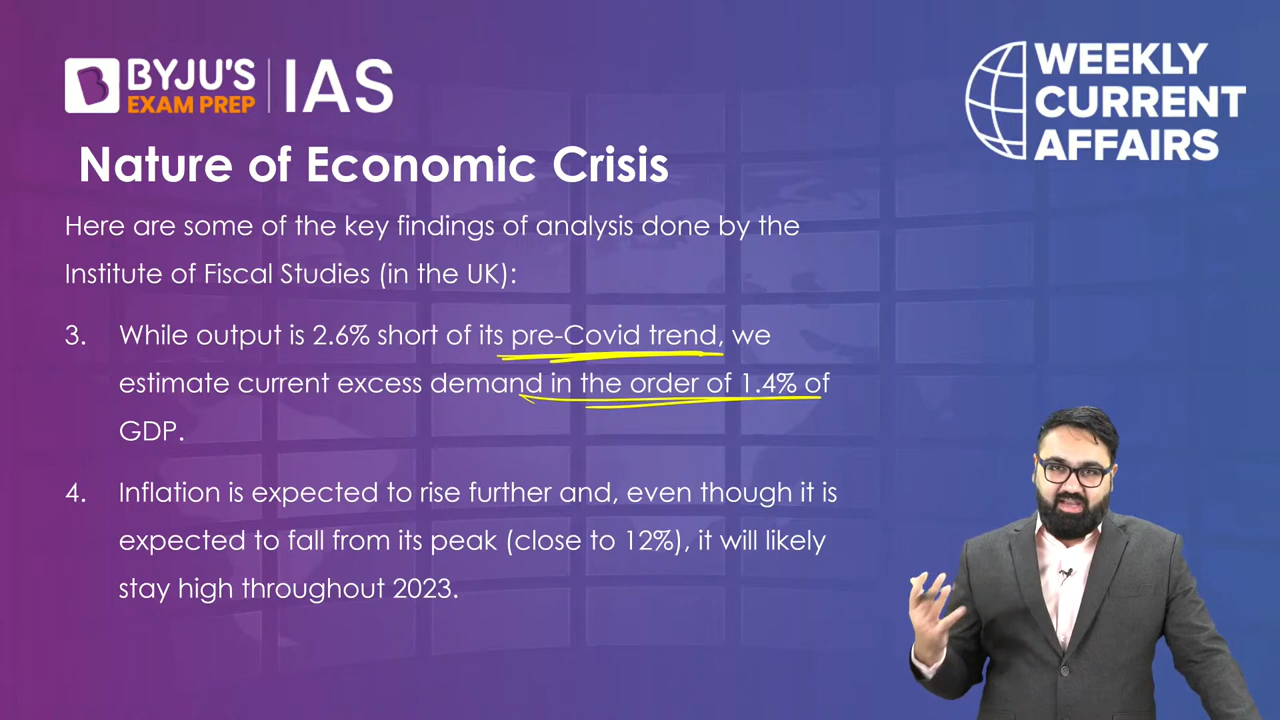 BYJU'S
EXAM PREP
IAS
WEEKLY
CURRENT
AFFAIRS
Nature of Economic Crisis
Here are some of the key findings of analysis done by the
Institute of Fiscal Studies (in the UK):
3. While output is 2.6% short of its pre-Covid trend, we
estimate current excess demand in the order of 1.4% of
GDP.
4. Inflation is expected to rise further and, even though it is
expected to fall from its peak (close to 12%), it will likely
stay high throughout 2023.